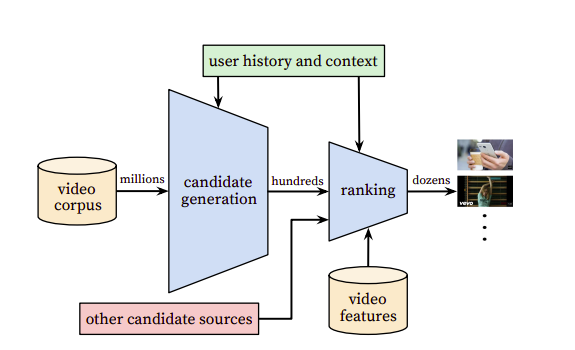 user history and context
video
corpus
millions
candidate
generation
hundreds
ranking
dozens
vevo
other candidate sources
video
features